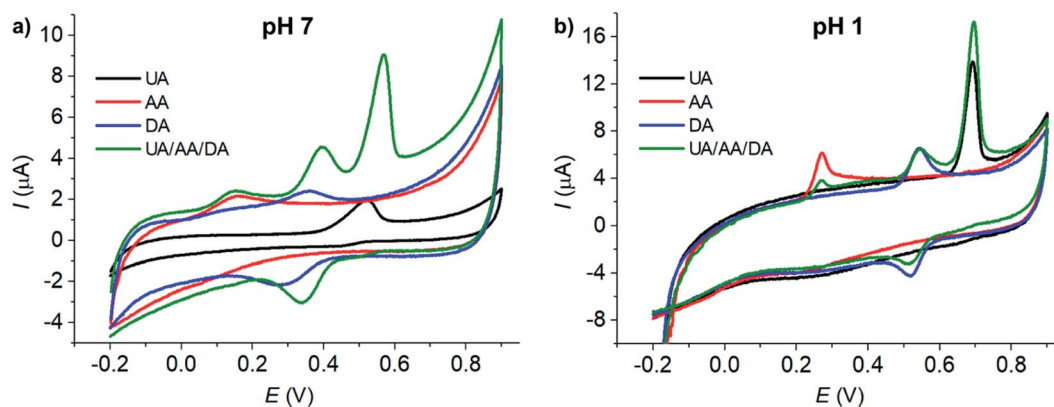 a) pH 7
10
8
6
4
2
0
-2
-4
I (μA)
UA
AA
DA
UA/AA/DA
-0.2 0.0 0.2 0.4 0.6 0.8
E (V)
b) pH 1
16
12
8
4
0
-4
-8
I (μA)
UA
AA
DA
UA/AA/DA
-0.2 0.0 0.2 0.4 0.6 0.8
E (V)